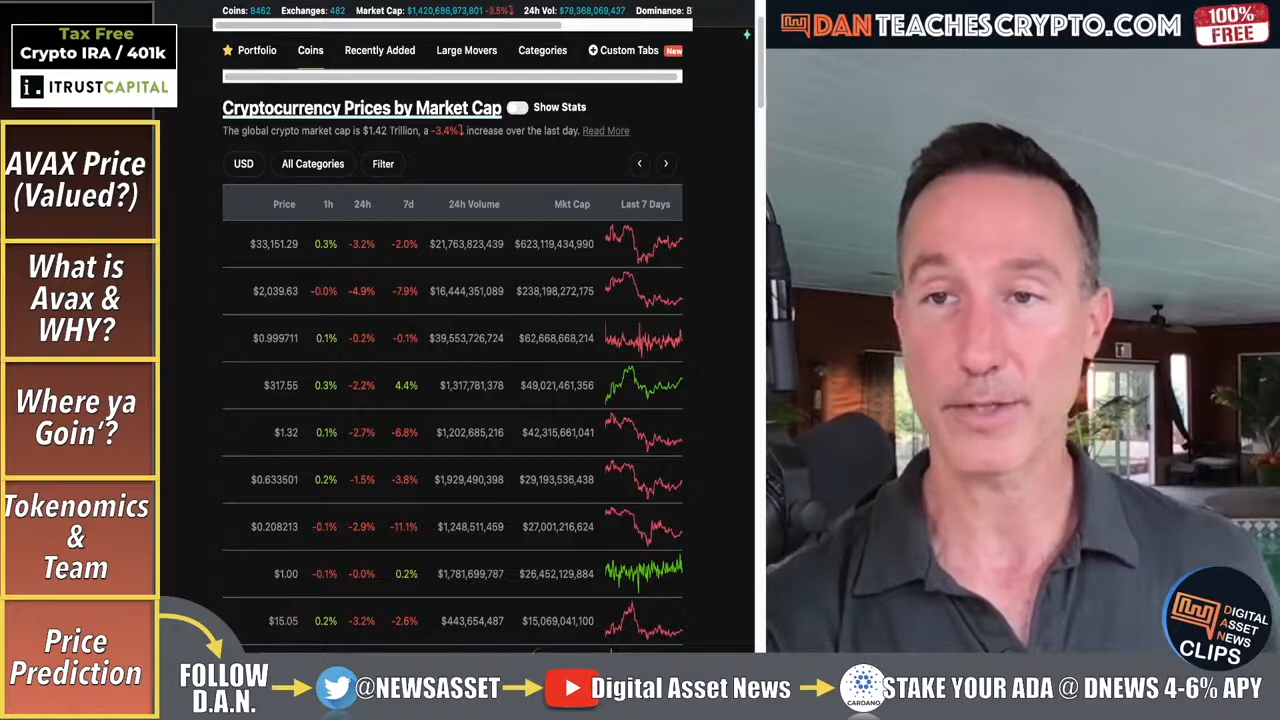 Tax Free
Crypto IRA / 401k
i. ITRUSTCAPITAL
AVAX Price
(Valued?)
What is
Avax &
WHY?
Where ya
Goin'?
Tokenomics
&
Team
Price
Prediction
Coins: 8462 Exchanges: 482 Market Cap: $1,420,686,973,801 -3.5% 24h Vol: $78,368,069,437 Dominance: B
Portfolio Coins Recently Added Large Movers Categories Custom Tabs New
Cryptocurrency Prices by Market Cap Show Stats
The global crypto market cap is $1.42 Trillion, a -3.4% increase over the last day. Read More
USD All Categories Filter
Price 1h 24h 7d 24h Volume Mkt Cap Last 7 Days
$33,151.29 0.3% -3.2% -2.0% $21,763,823,439 $623,119,434,990
$2,039.63 -0.0% -4.9% -7.9% $16,444,351,089 $238,198,272,175
$0.999711 0.1% -0.2% -0.1% $39,553,726,724 $62,668,668,214
$317.55 0.3% -2.2% 4.4% $1,317,781,378 $49,021,461,356
$1.32 0.1% -2.7% -6.8% $1,202,685,216 $42,315,661,041
$0.633501 0.2% -1.5% -3.8% $1,929,490,398 $29,193,536,438
$0.208213 -0.1% -2.9% -11.1% $1,248,511,459 $27,001,216,624
$1.00 -0.1% -0.0% 0.2% $1,781,699,787 $26,452,129,884
$15.05 0.2% -3.2% -2.6% $443,654,487 $15,069,041,100
DANTEACHESCRYPTO.COM
100%
FREE
DIGITAL
ASSET
NEWS
CLIPS
FOLLOW
D.A.N.
@NEWSASSET
Digital Asset News
CARDANO
STAKE YOUR ADA @ DNEWS 4-6% APY